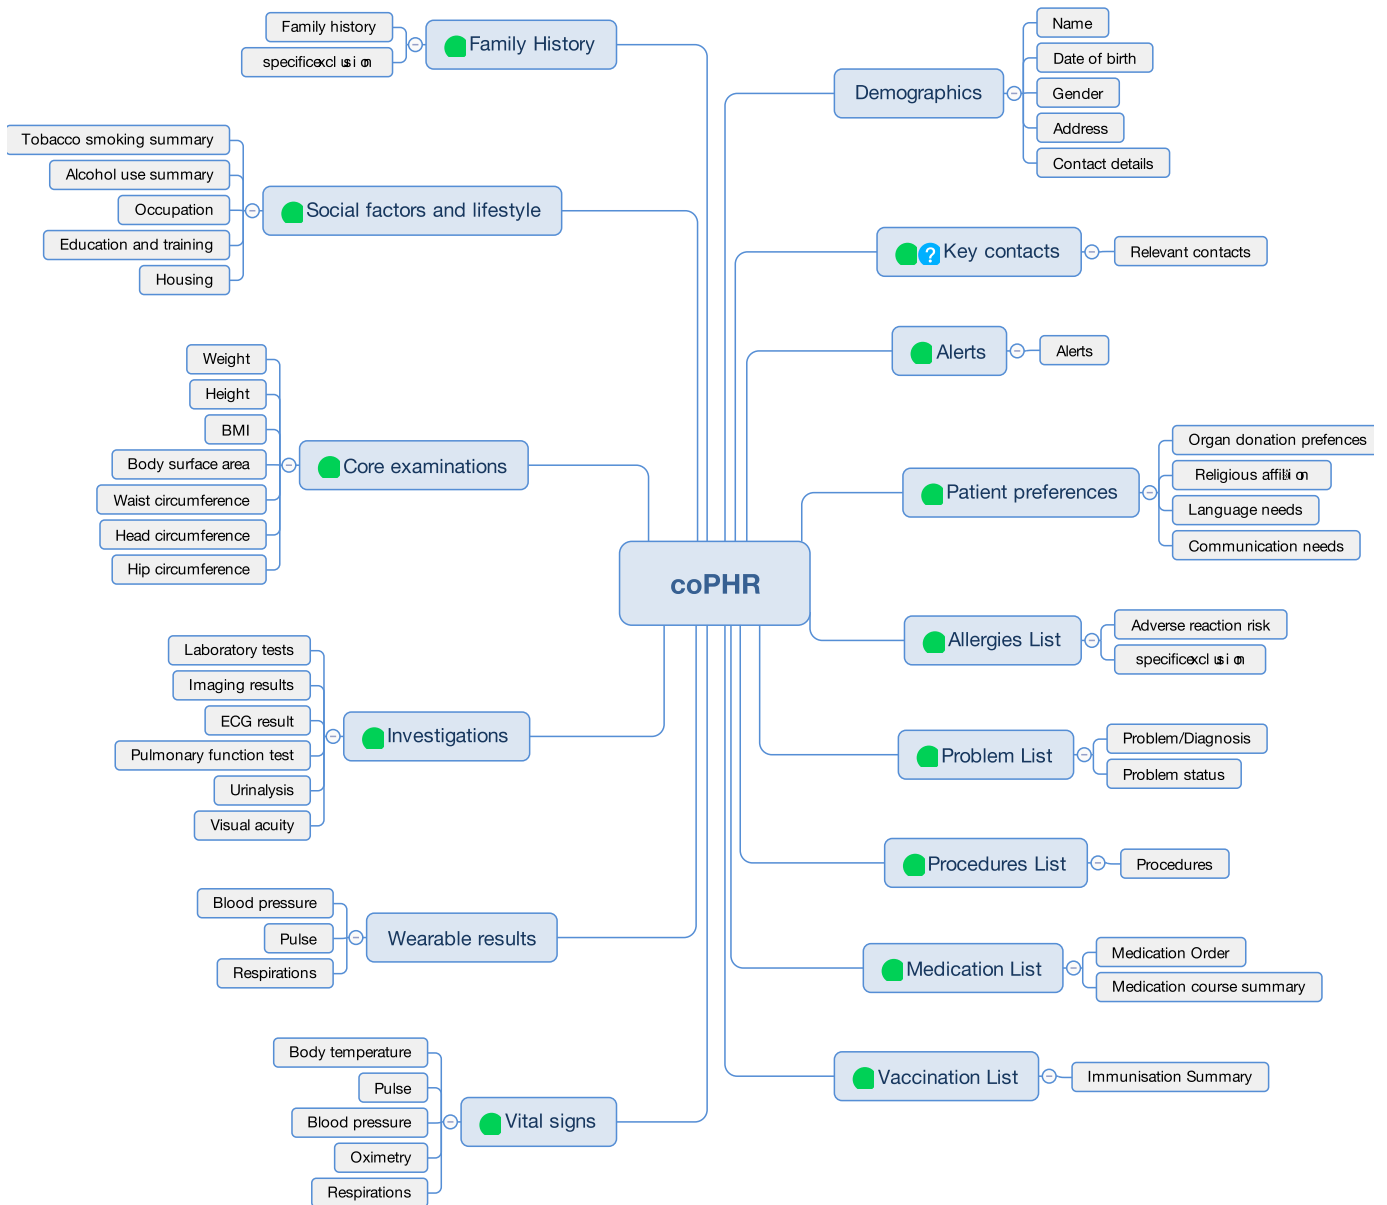 coPHR
Family History
Family history
specific exclusion
Social factors and lifestyle
Tobacco smoking summary
Alcohol use summary
Occupation
Education and training
Housing
Core examinations
Weight
Height
BMI
Body surface area
Waist circumference
Head circumference
Hip circumference
Investigations
Laboratory tests
Imaging results
ECG result
Pulmonary function test
Urinalysis
Visual acuity
Wearable results
Blood pressure
Pulse
Respirations
Vital signs
Body temperature
Pulse
Blood pressure
Oximetry
Respirations
Demographics
Name
Date of birth
Gender
Address
Contact details
? Key contacts
Relevant contacts
Alerts
Alerts
Patient preferences
Organ donation prefences
Religious affiliation
Language needs
Communication needs
Allergies List
Adverse reaction risk
specific exclusion
Problem List
Problem/Diagnosis
Problem status
Procedures List
Procedures
Medication List
Medication Order
Medication course summary
Vaccination List
Immunisation Summary